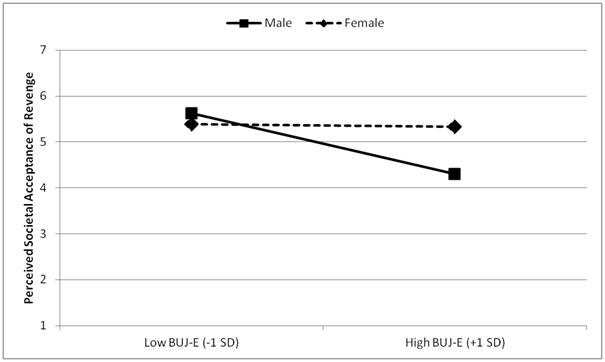 Male Female
7
6
5
4
3
2
1
Perceived Societal Acceptance of Revenge
Low BUJ-E (-1 SD) High BUJ-E (+1 SD)